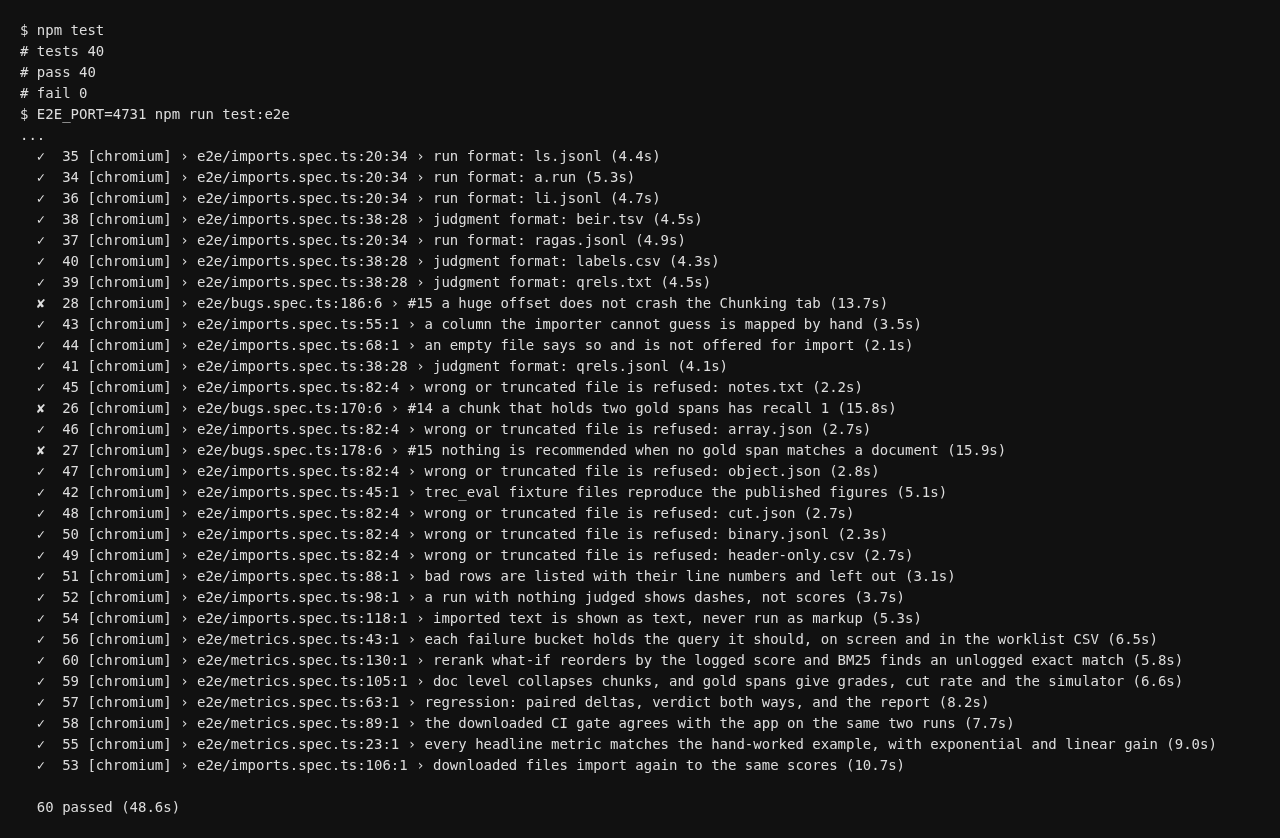 $ npm test
# tests 40
# pass 40
# fail 0
$ E2E_PORT=4731 npm run test:e2e
...
✓  35 [chromium] › e2e/imports.spec.ts:20:34 › run format: ls.jsonl (4.4s)
✓  34 [chromium] › e2e/imports.spec.ts:20:34 › run format: a.run (5.3s)
✓  36 [chromium] › e2e/imports.spec.ts:20:34 › run format: li.jsonl (4.7s)
✓  38 [chromium] › e2e/imports.spec.ts:38:28 › judgment format: beir.tsv (4.5s)
✓  37 [chromium] › e2e/imports.spec.ts:20:34 › run format: ragas.jsonl (4.9s)
✓  40 [chromium] › e2e/imports.spec.ts:38:28 › judgment format: labels.csv (4.3s)
✓  39 [chromium] › e2e/imports.spec.ts:38:28 › judgment format: qrels.txt (4.5s)
✘  28 [chromium] › e2e/bugs.spec.ts:186:6 › #15 a huge offset does not crash the Chunking tab (13.7s)
✓  43 [chromium] › e2e/imports.spec.ts:55:1 › a column the importer cannot guess is mapped by hand (3.5s)
✓  44 [chromium] › e2e/imports.spec.ts:68:1 › an empty file says so and is not offered for import (2.1s)
✓  41 [chromium] › e2e/imports.spec.ts:38:28 › judgment format: qrels.jsonl (4.1s)
✓  45 [chromium] › e2e/imports.spec.ts:82:4 › wrong or truncated file is refused: notes.txt (2.2s)
✘  26 [chromium] › e2e/bugs.spec.ts:170:6 › #14 a chunk that holds two gold spans has recall 1 (15.8s)
✓  46 [chromium] › e2e/imports.spec.ts:82:4 › wrong or truncated file is refused: array.json (2.7s)
✘  27 [chromium] › e2e/bugs.spec.ts:178:6 › #15 nothing is recommended when no gold span matches a document (15.9s)
✓  47 [chromium] › e2e/imports.spec.ts:82:4 › wrong or truncated file is refused: object.json (2.8s)
✓  42 [chromium] › e2e/imports.spec.ts:45:1 › trec_eval fixture files reproduce the published figures (5.1s)
✓  48 [chromium] › e2e/imports.spec.ts:82:4 › wrong or truncated file is refused: cut.json (2.7s)
✓  50 [chromium] › e2e/imports.spec.ts:82:4 › wrong or truncated file is refused: binary.jsonl (2.3s)
✓  49 [chromium] › e2e/imports.spec.ts:82:4 › wrong or truncated file is refused: header-only.csv (2.7s)
✓  51 [chromium] › e2e/imports.spec.ts:88:1 › bad rows are listed with their line numbers and left out (3.1s)
✓  52 [chromium] › e2e/imports.spec.ts:98:1 › a run with nothing judged shows dashes, not scores (3.7s)
✓  54 [chromium] › e2e/imports.spec.ts:118:1 › imported text is shown as text, never run as markup (5.3s)
✓  56 [chromium] › e2e/metrics.spec.ts:43:1 › each failure bucket holds the query it should, on screen and in the worklist CSV (6.5s)
✓  60 [chromium] › e2e/metrics.spec.ts:130:1 › rerank what-if reorders by the logged score and BM25 finds an unlogged exact match (5.8s)
✓  59 [chromium] › e2e/metrics.spec.ts:105:1 › doc level collapses chunks, and gold spans give grades, cut rate and the simulator (6.6s)
✓  57 [chromium] › e2e/metrics.spec.ts:63:1 › regression: paired deltas, verdict both ways, and the report (8.2s)
✓  58 [chromium] › e2e/metrics.spec.ts:89:1 › the downloaded CI gate agrees with the app on the same two runs (7.7s)
✓  55 [chromium] › e2e/metrics.spec.ts:23:1 › every headline metric matches the hand-worked example, with exponential and linear gain (9.0s)
✓  53 [chromium] › e2e/imports.spec.ts:106:1 › downloaded files import again to the same scores (10.7s)
60 passed (48.6s)